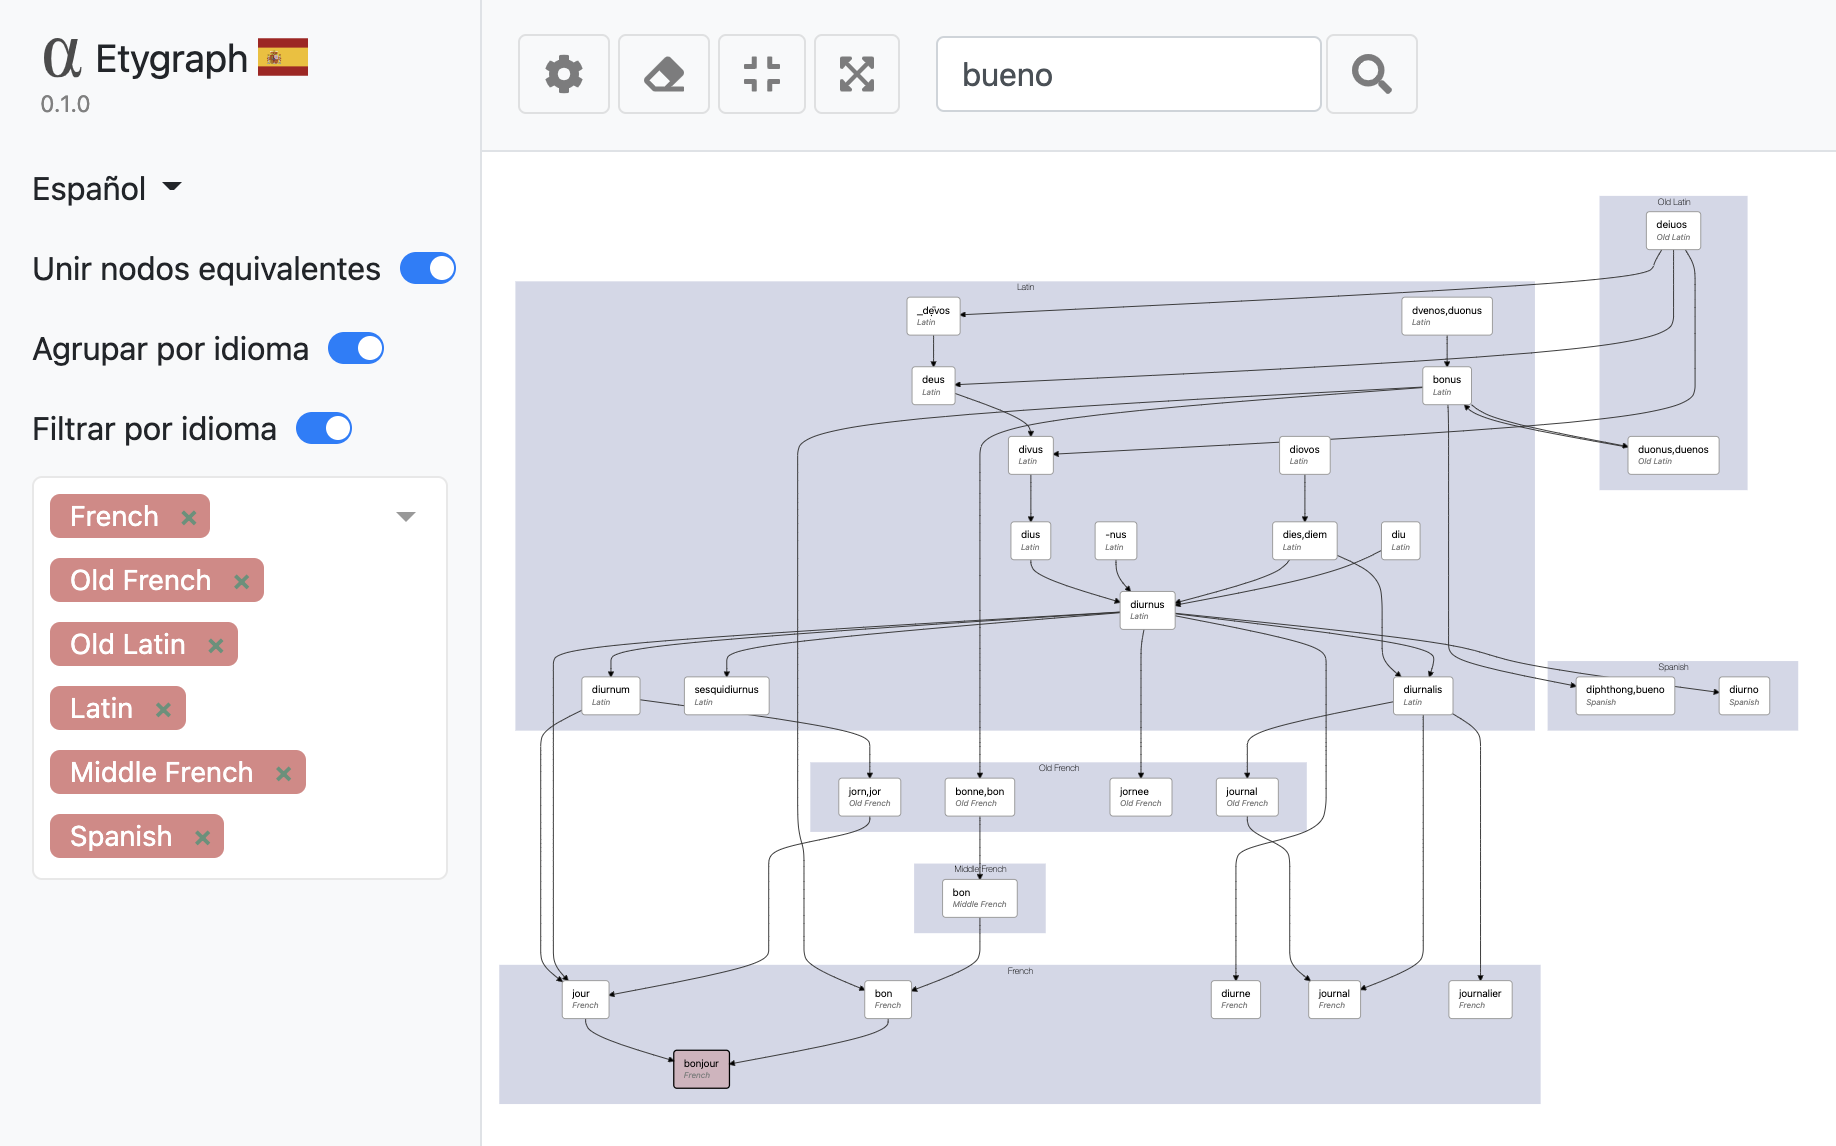 α Etygraph
0.1.0
Español
Unir nodos equivalentes
Agrupar por idioma
Filtrar por idioma
French ×
Old French ×
Old Latin ×
Latin ×
Middle French ×
Spanish ×
bueno
Old Latin
deiuos
Old Latin
Latin
Latin
dvenos,duonus
Latin
deus
Latin
bonus
Latin
divus
Latin
diovos
Latin
duonus,duenos
Old Latin
dius
Latin
-nus
Latin
dies,diem
Latin
diu
Latin
diurnus
Latin
diurnum
Latin
sesquidiurnus
Latin
diurnalis
Latin
Spanish
diphthong,bueno
Spanish
diurno
Spanish
Old French
jorn,jor
Old French
bonne,bon
Old French
jornee
Old French
journal
Old French
Middle French
bon
Middle French
French
jour
French
bon
French
diurne
French
journal
French
journalier
French
bonjour
French